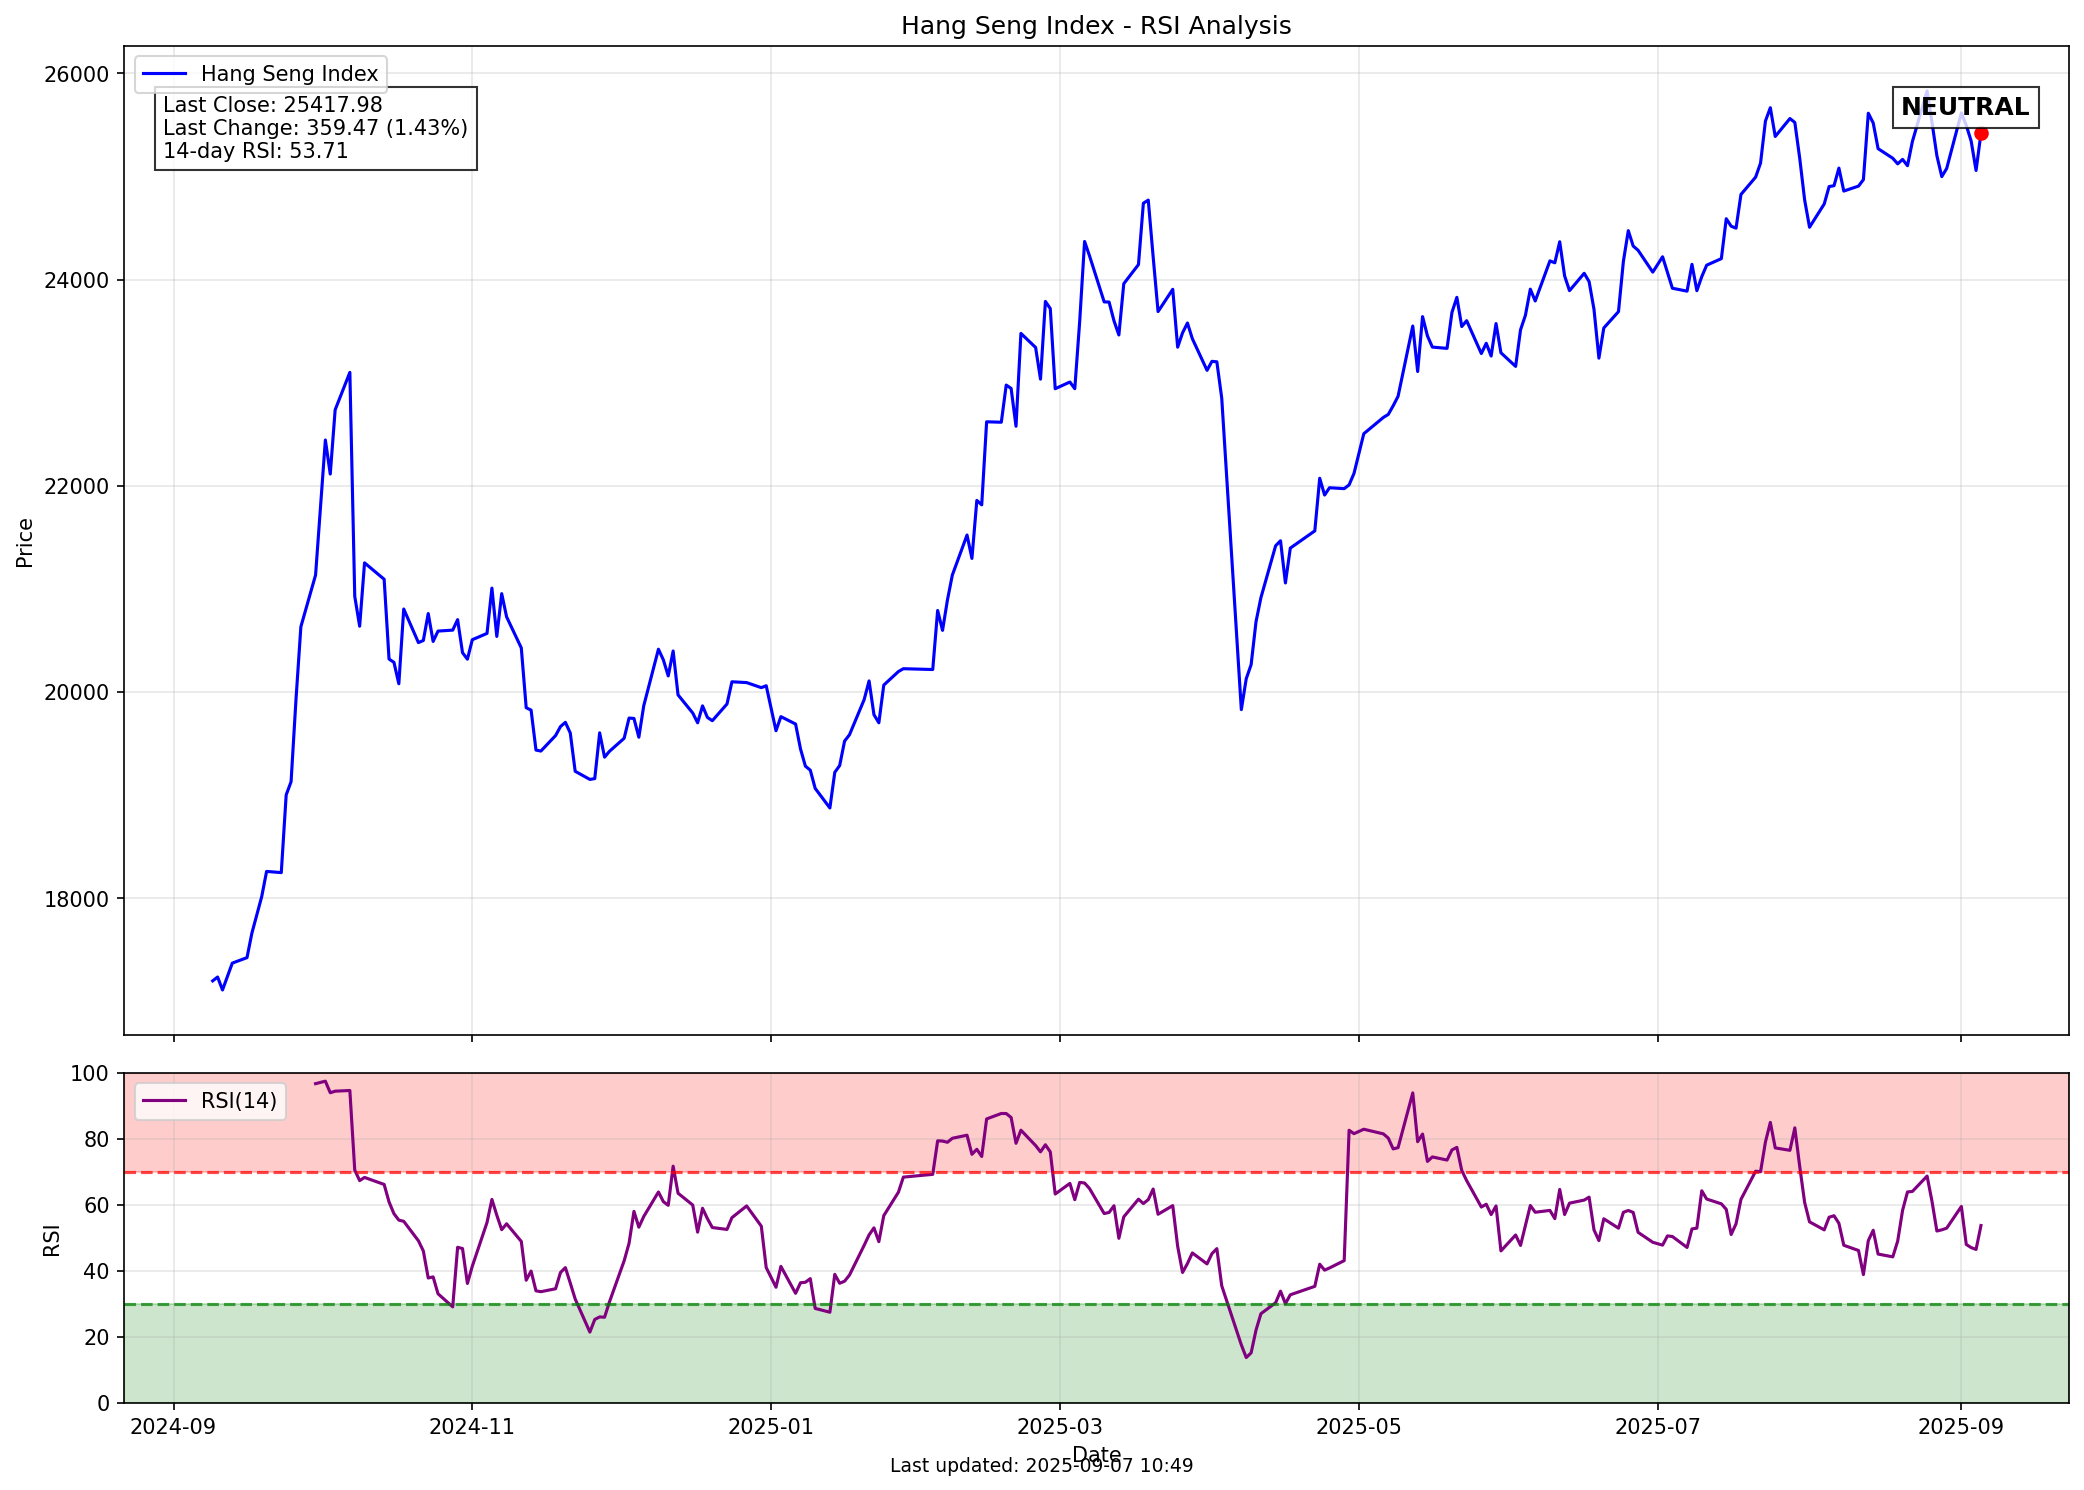 Hang Seng Index - RSI Analysis
26000
24000
22000
20000
18000
Price
Hang Seng Index
Last Close: 25417.98
Last Change: 359.47 (1.43%)
14-day RSI: 53.71
NEUTRAL
100
80
60
40
20
0
RSI
RSI(14)
2024-09
2024-11
2025-01
2025-03
2025-05
2025-07
2025-09
Date
Last updated: 2025-09-07 10:49